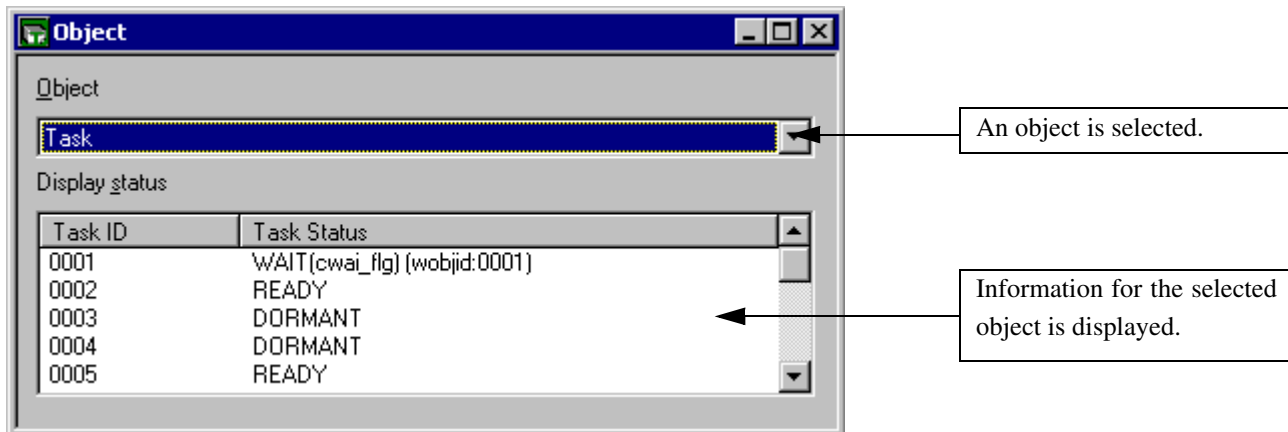 Object
Object
Task
An object is selected.
Display status
Task ID Task Status
0001 WAIT(cwai_flg) (wobjid:0001)
0002 READY
0003 DORMANT
0004 DORMANT
0005 READY
Information for the selected
object is displayed.